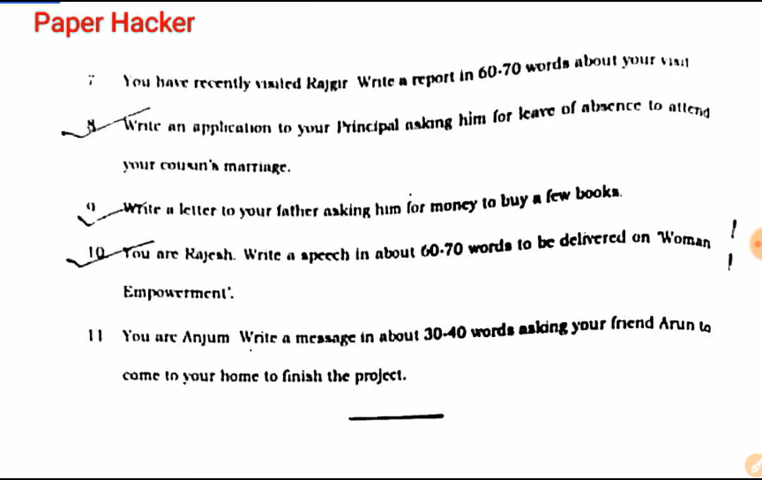 Paper Hacker
7 You have recently visited Rajgir Write a report in 60-70 words about your visit
8 Write an application to your Principal asking him for leave of absence to attend
your cousin's marriage.
9 Write a letter to your father asking him for money to buy a few books.
10 You are Rajesh. Write a speech in about 60-70 words to be delivered on 'Woman
Empowerment'.
11 You are Anjum Write a message in about 30-40 words asking your friend Arun to
come to your home to finish the project.